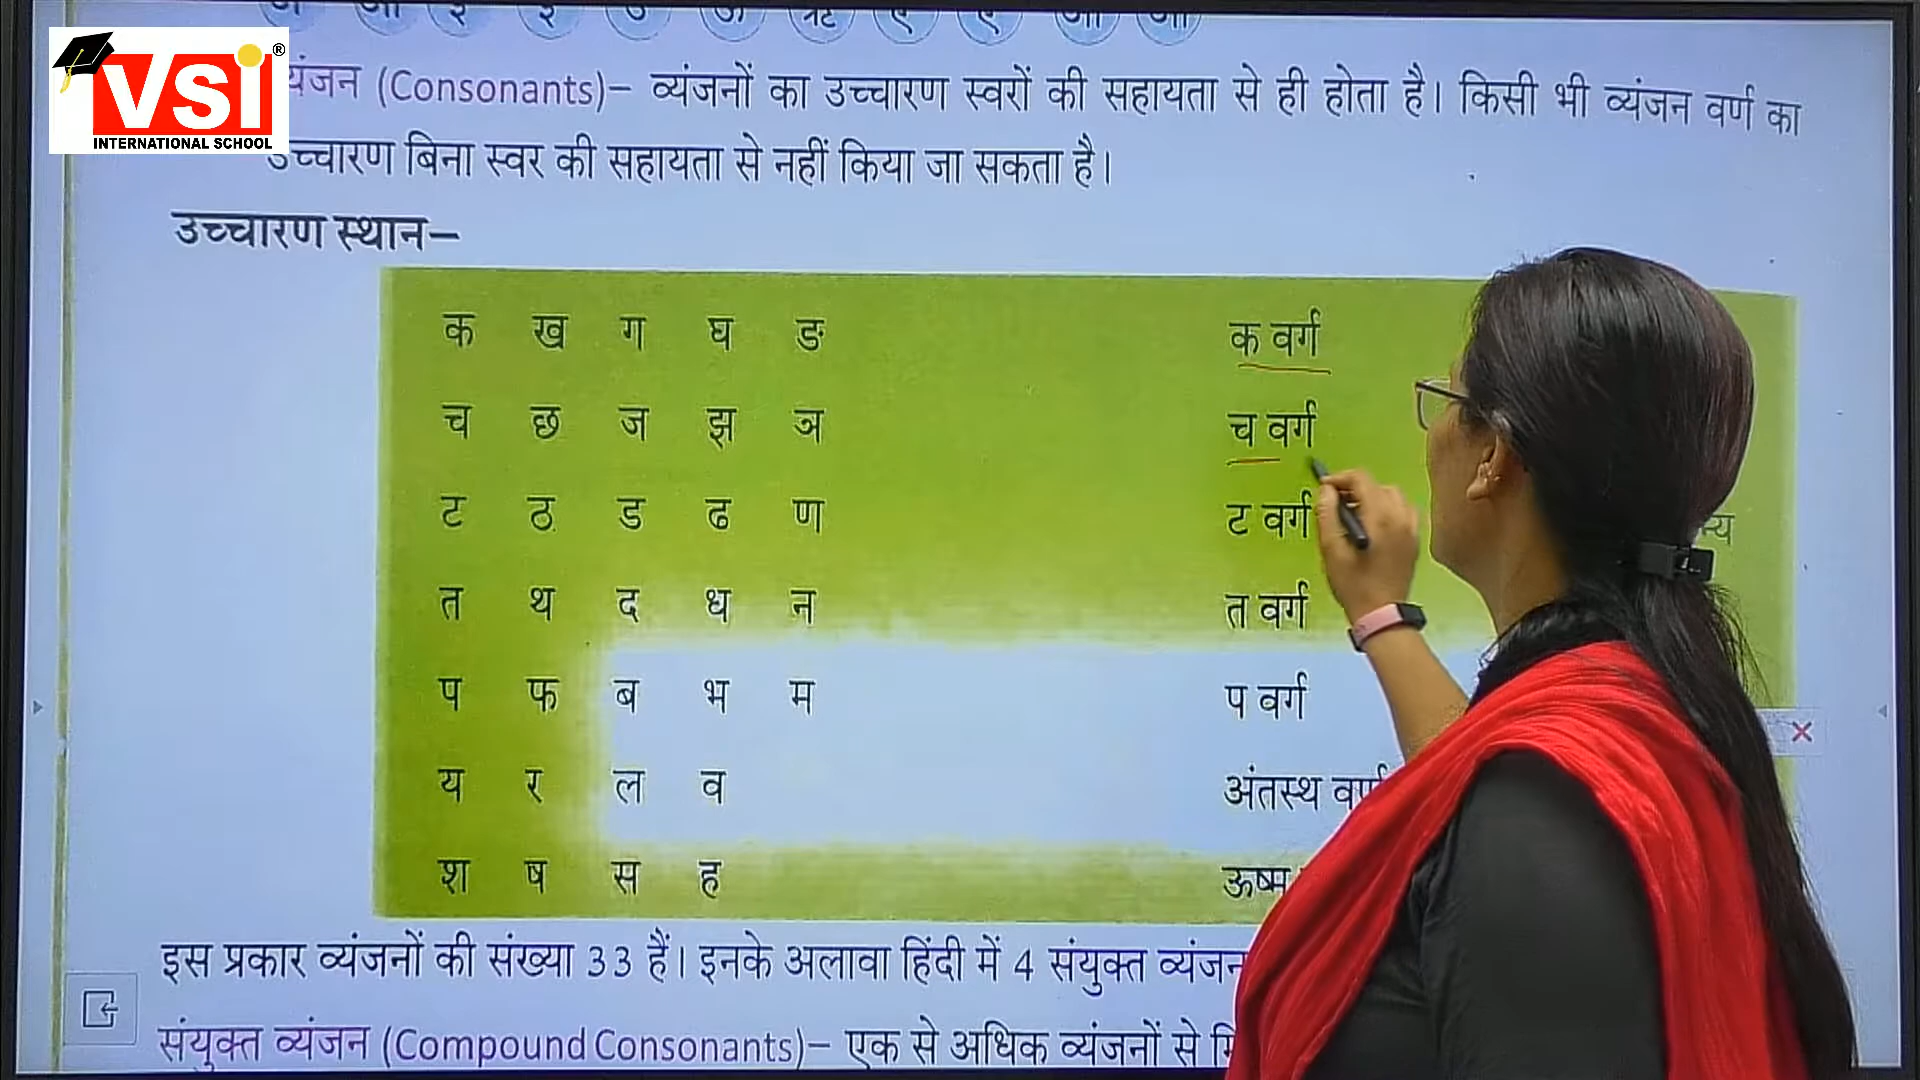 VSI®
INTERNATIONAL SCHOOL
(Consonants)– व्यंजनों का उच्चारण स्वरों की सहायता से ही होता है। किसी भी व्यंजन वर्ण का
उच्चारण बिना स्वर की सहायता से नहीं किया जा सकता है।
उच्चारण स्थान–
क ख ग घ ङ क वर्ग
च छ ज झ ञ च वर्ग
ट ठ ड ढ ण ट वर्ग
त थ द ध न त वर्ग
प फ ब भ म प वर्ग
य र ल व अंतस्थ वर्ण
श ष स ह ऊष्म
इस प्रकार व्यंजनों की संख्या 33 हैं। इनके अलावा हिंदी में 4 संयुक्त व्यंजन
संयुक्त व्यंजन (Compound Consonants)– एक से अधिक व्यंजनों से